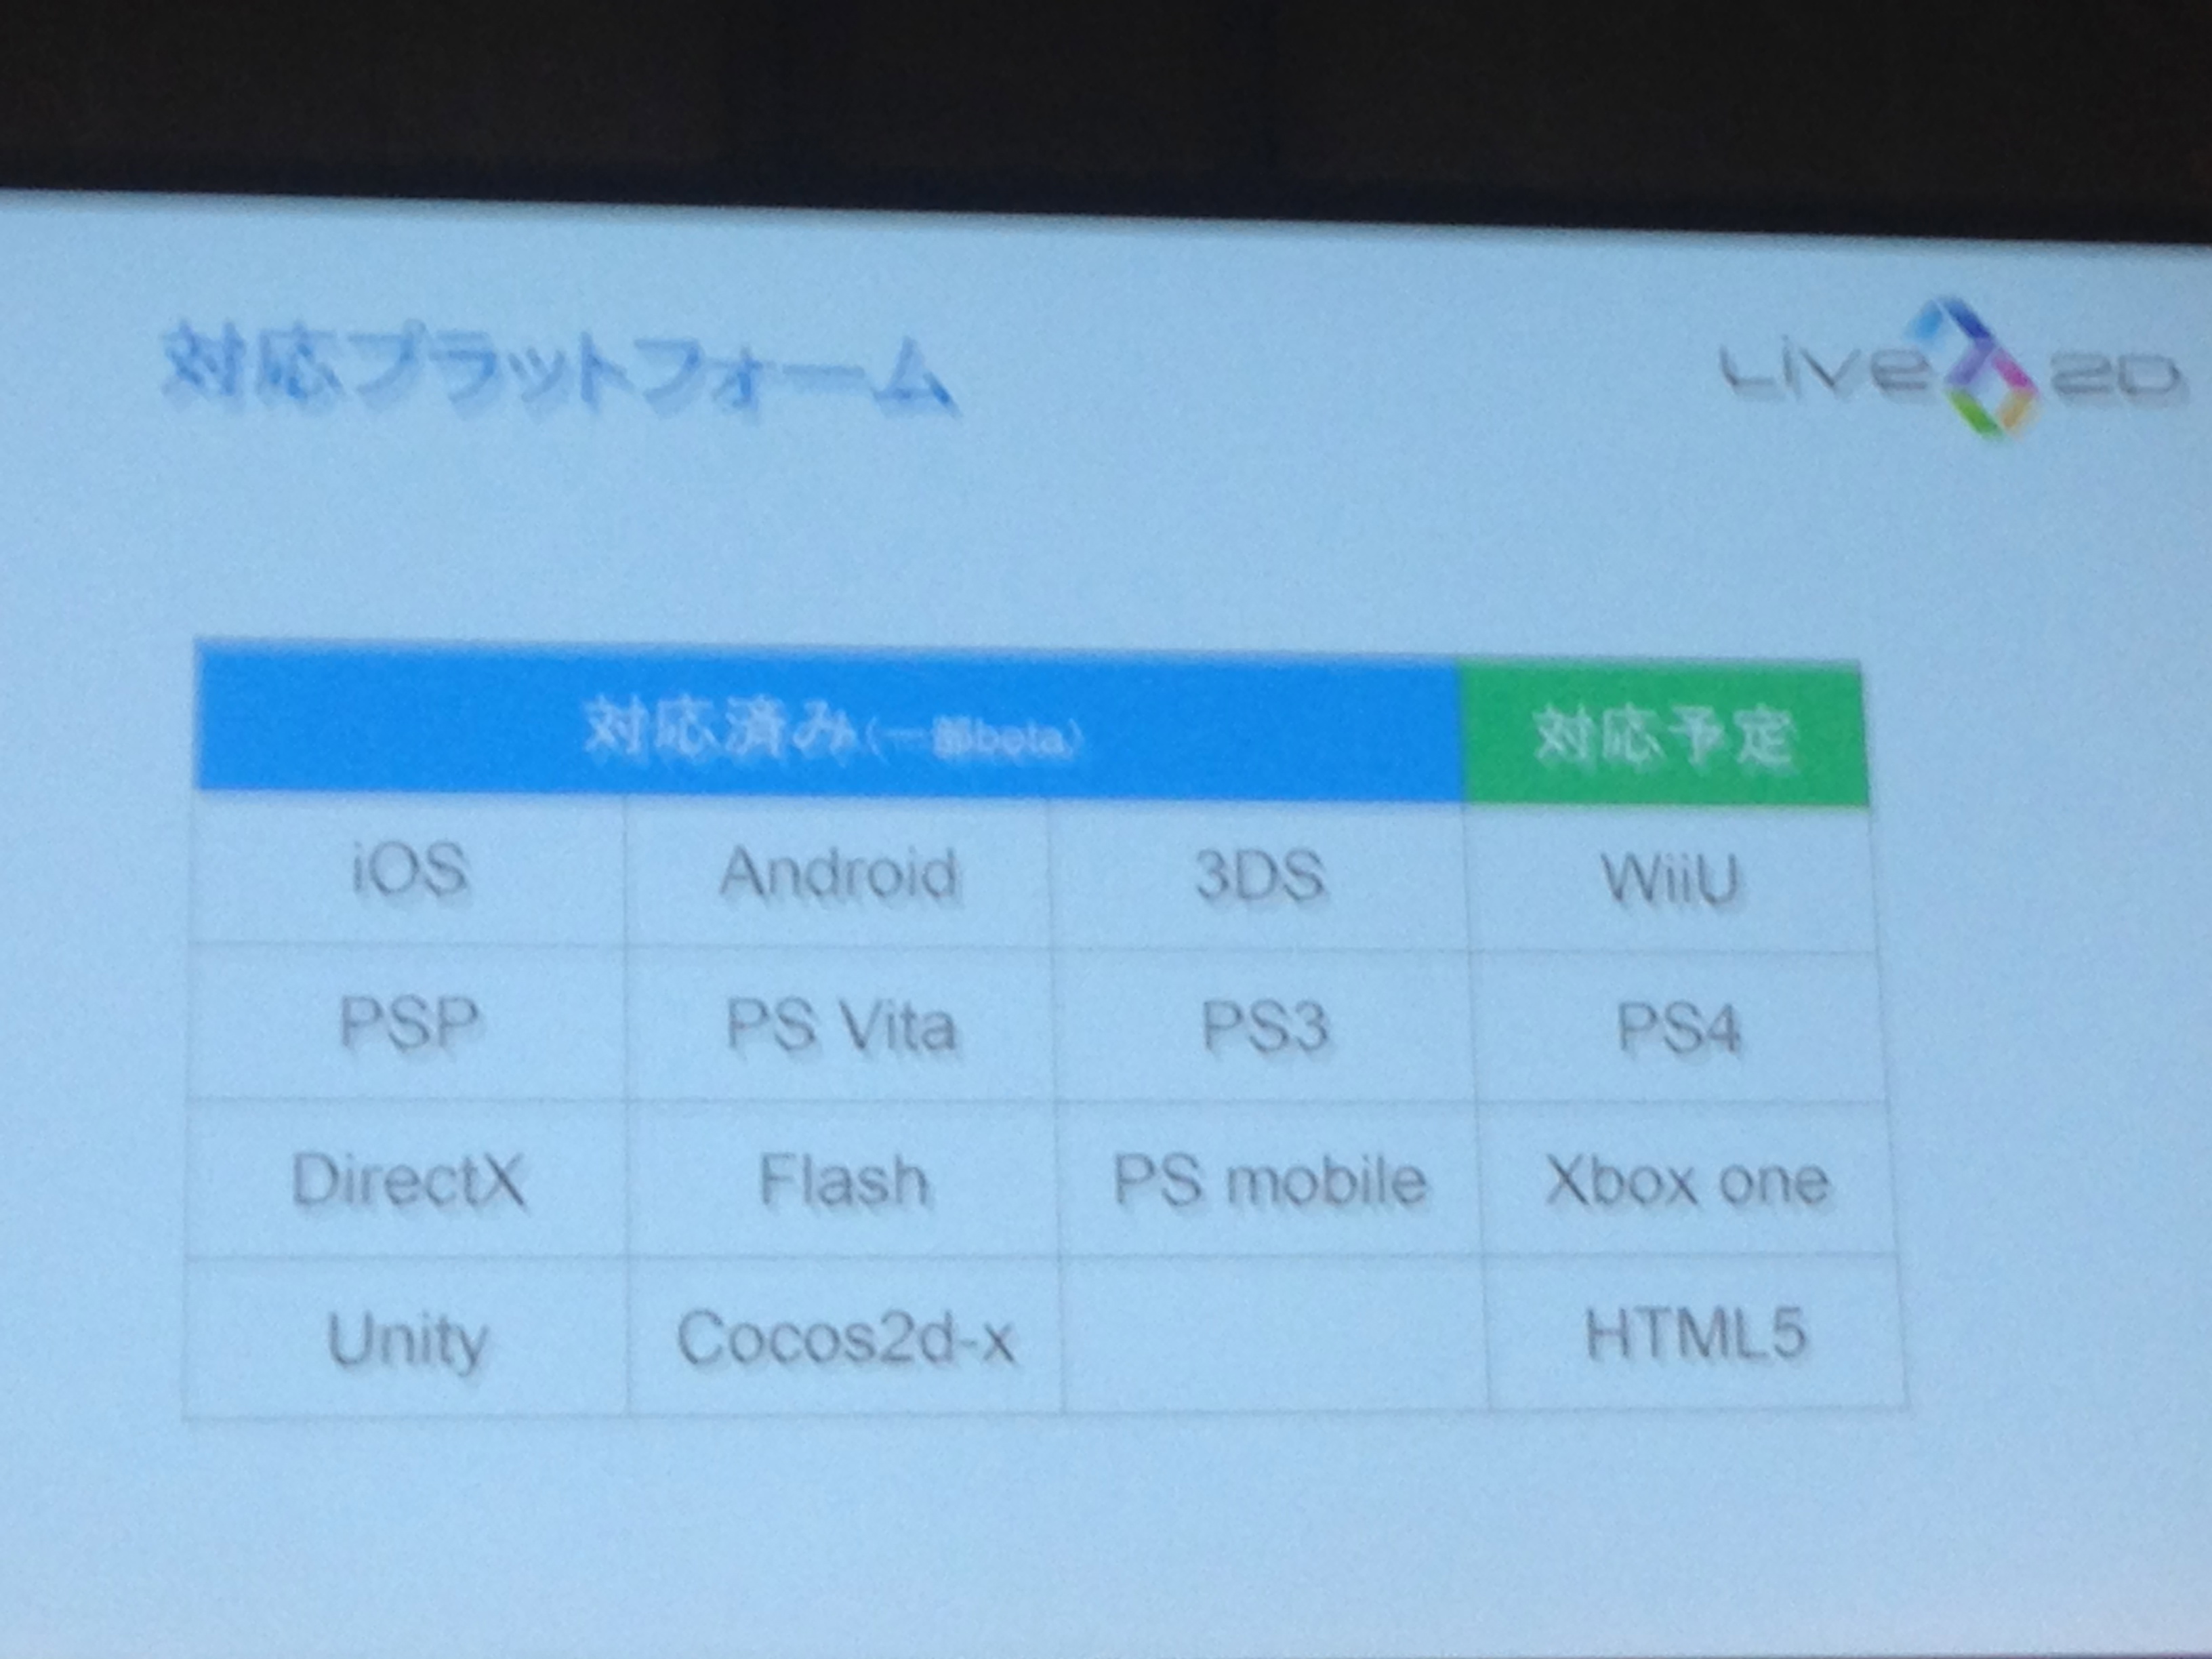 対応プラットフォーム
Live 2D
対応済み(一部beta) 対応予定
iOS Android 3DS WiiU
PSP PS Vita PS3 PS4
DirectX Flash PS mobile Xbox one
Unity Cocos2d-x HTML5